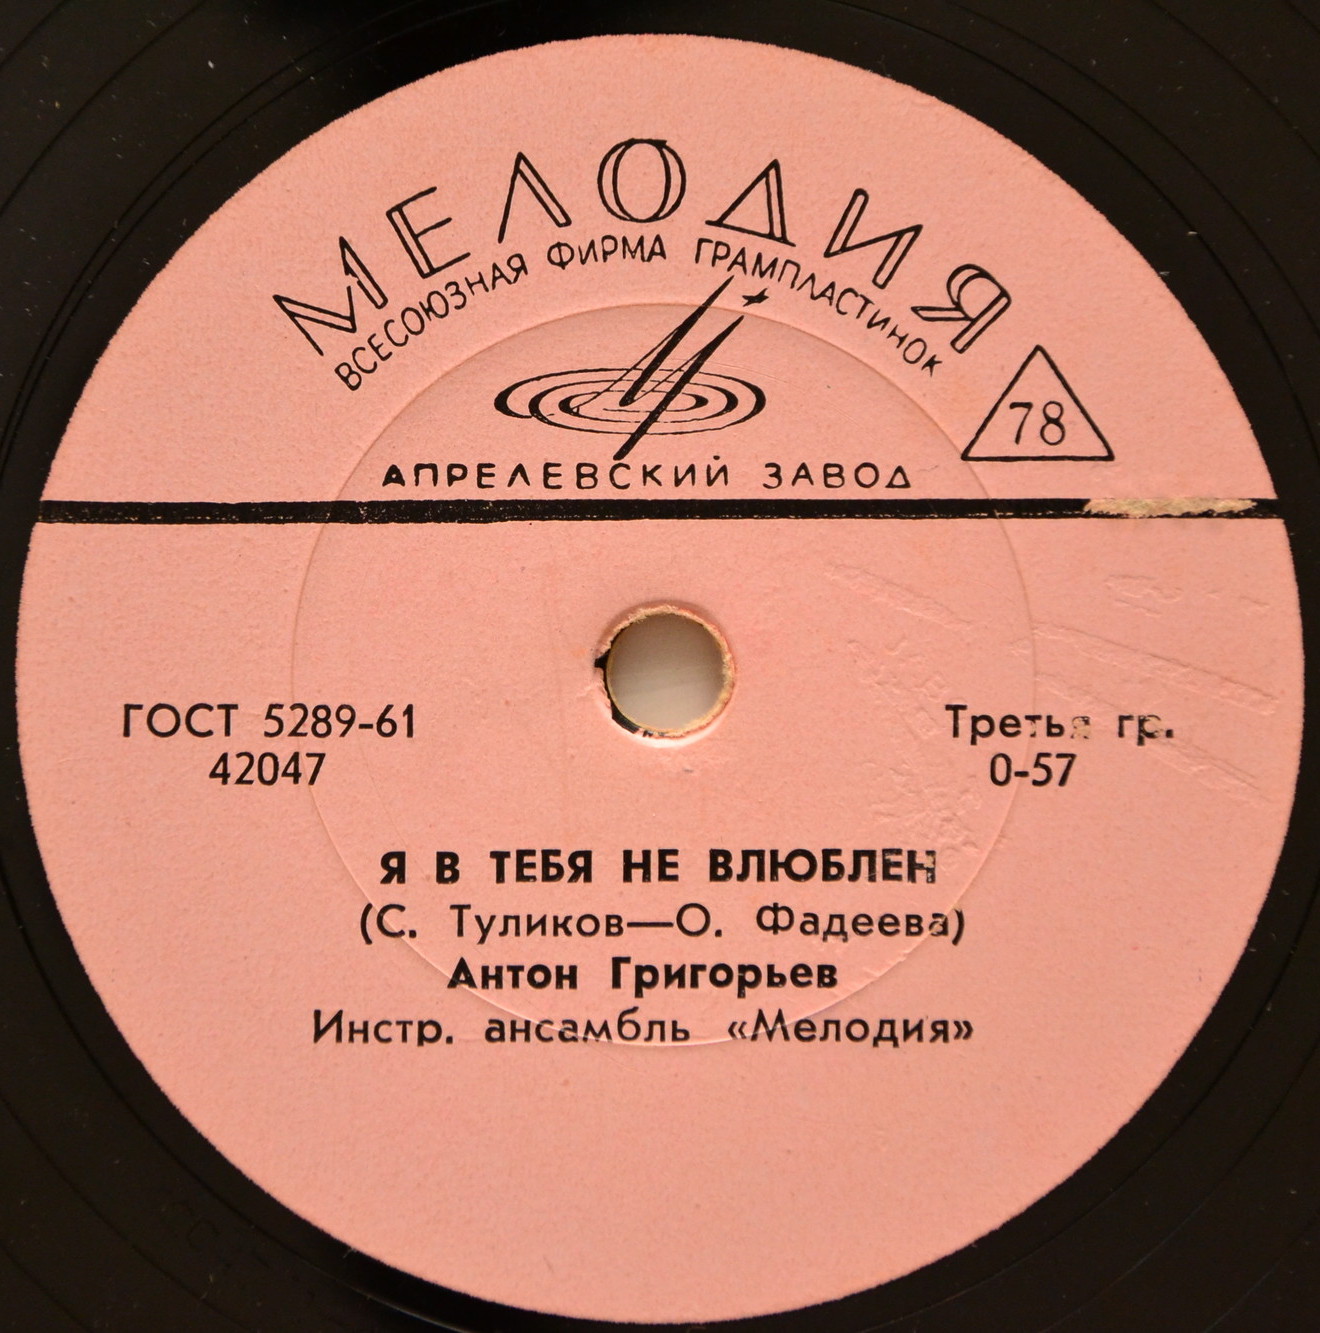 МЕЛОДИЯ
ВСЕСОЮЗНАЯ ФИРМА ГРАМПЛАСТИНОК
78
АПРЕЛЕВСКИЙ ЗАВОД
ГОСТ 5289-61
42047
Третья гр.
0-57
Я В ТЕБЯ НЕ ВЛЮБЛЕН
(С. Туликов—О. Фадеева)
Антон Григорьев
Инстр. ансамбль «Мелодия»